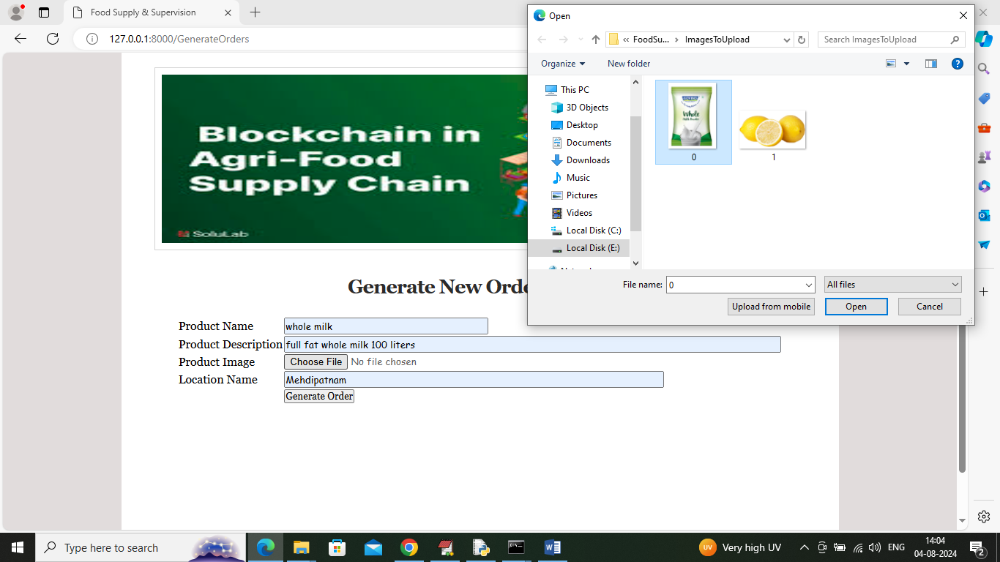 Food Supply & Supervision
127.0.0.1:8000/GenerateOrders
Blockchain in
Agri-Food
Supply Chain
SoluLab
Generate New Orde
Product Name
whole milk
Product Description
full fat whole milk 100 liters
Product Image
Choose File No file chosen
Location Name
Mehdipatnam
Generate Order
Open
« FoodSu... › ImagesToUpload
Search ImagesToUpload
Organize
New folder
This PC
3D Objects
Desktop
Documents
Downloads
Music
Pictures
Videos
Local Disk (C:)
Local Disk (E:)
Whole
0
1
File name: 0
All files
Upload from mobile
Open
Cancel
Type here to search
UV
Very high UV
ENG
14:04
04-08-2024
2